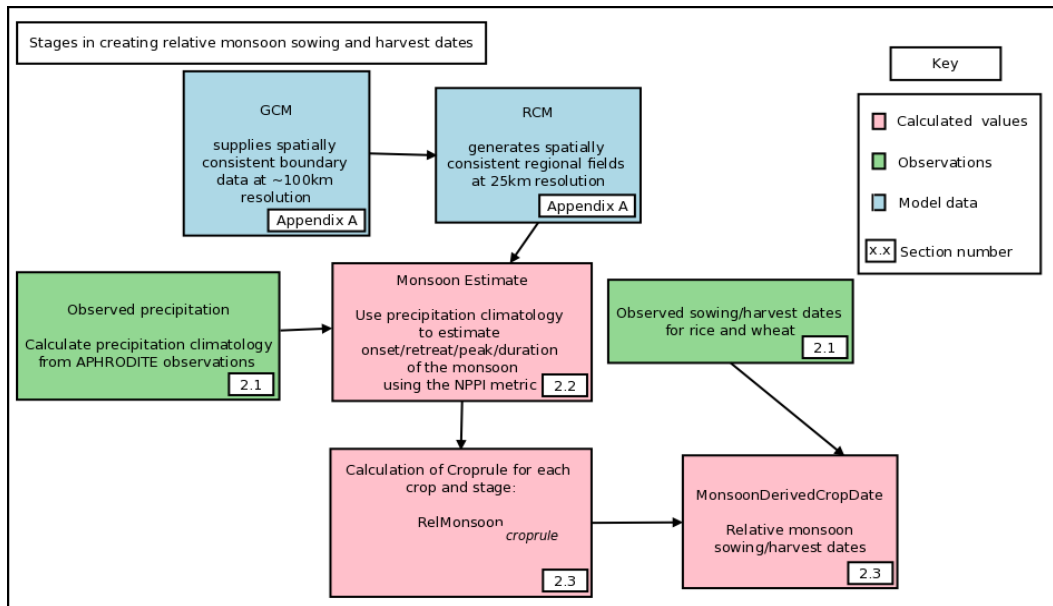 Stages in creating relative monsoon sowing and harvest dates
GCM
supplies spatially
consistent boundary
data at ~100km
resolution
Appendix A
RCM
generates spatially
consistent regional fields
at 25km resolution
Appendix A
Key
Calculated values
Observations
Model data
x.x Section number
Observed precipitation
Calculate precipitation climatology
from APHRODITE observations
2.1
Monsoon Estimate
Use precipitation climatology
to estimate
onset/retreat/peak/duration
of the monsoon
using the NPPI metric
2.2
Observed sowing/harvest dates
for rice and wheat
2.1
Calculation of Croprule for each
crop and stage:
RelMonsoon croprule
2.3
MonsoonDerivedCropDate
Relative monsoon
sowing/harvest dates
2.3